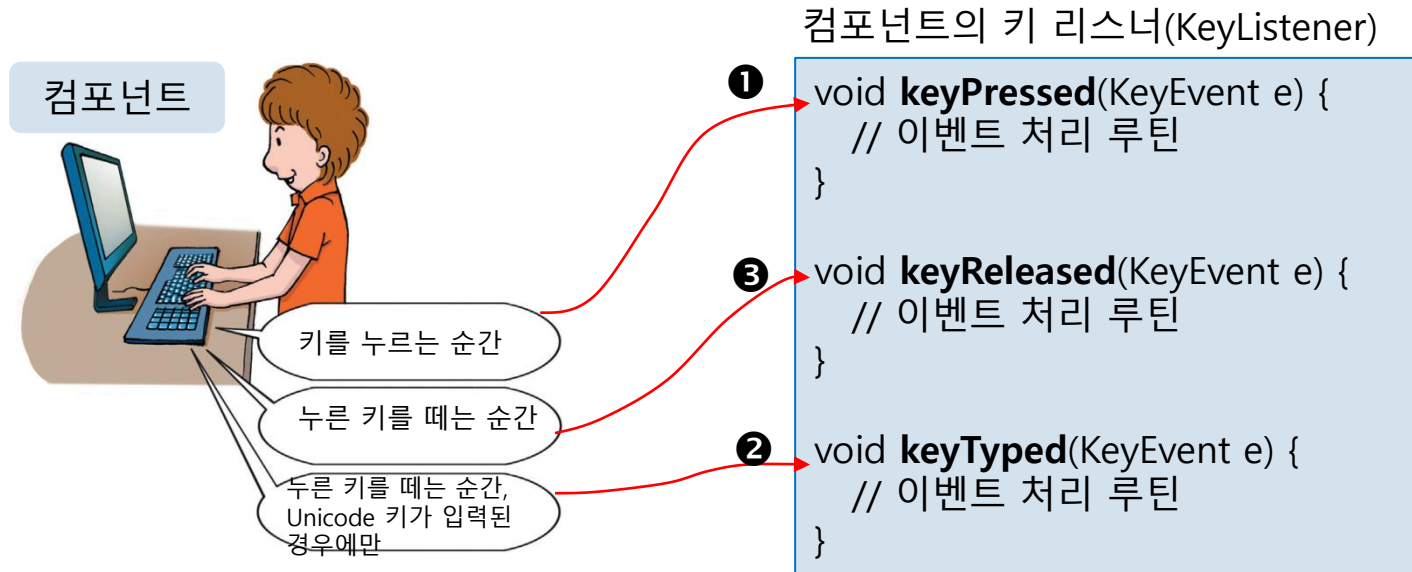 컴포넌트의 키 리스너(KeyListener)
컴포넌트
❶
void keyPressed(KeyEvent e) {
// 이벤트 처리 루틴
}
❸
void keyReleased(KeyEvent e) {
// 이벤트 처리 루틴
}
❷
void keyTyped(KeyEvent e) {
// 이벤트 처리 루틴
}
키를 누르는 순간
누른 키를 떼는 순간
누른 키를 떼는 순간,
Unicode 키가 입력된
경우에만